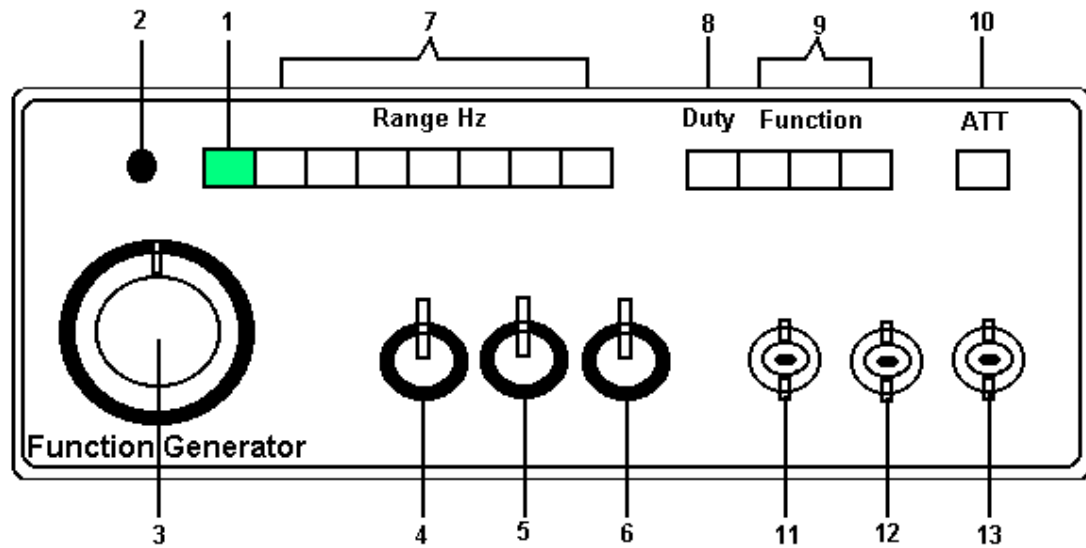 2 1 7 8 9 10
Range Hz Duty Function ATT
Function Generator
3 4 5 6 11 12 13